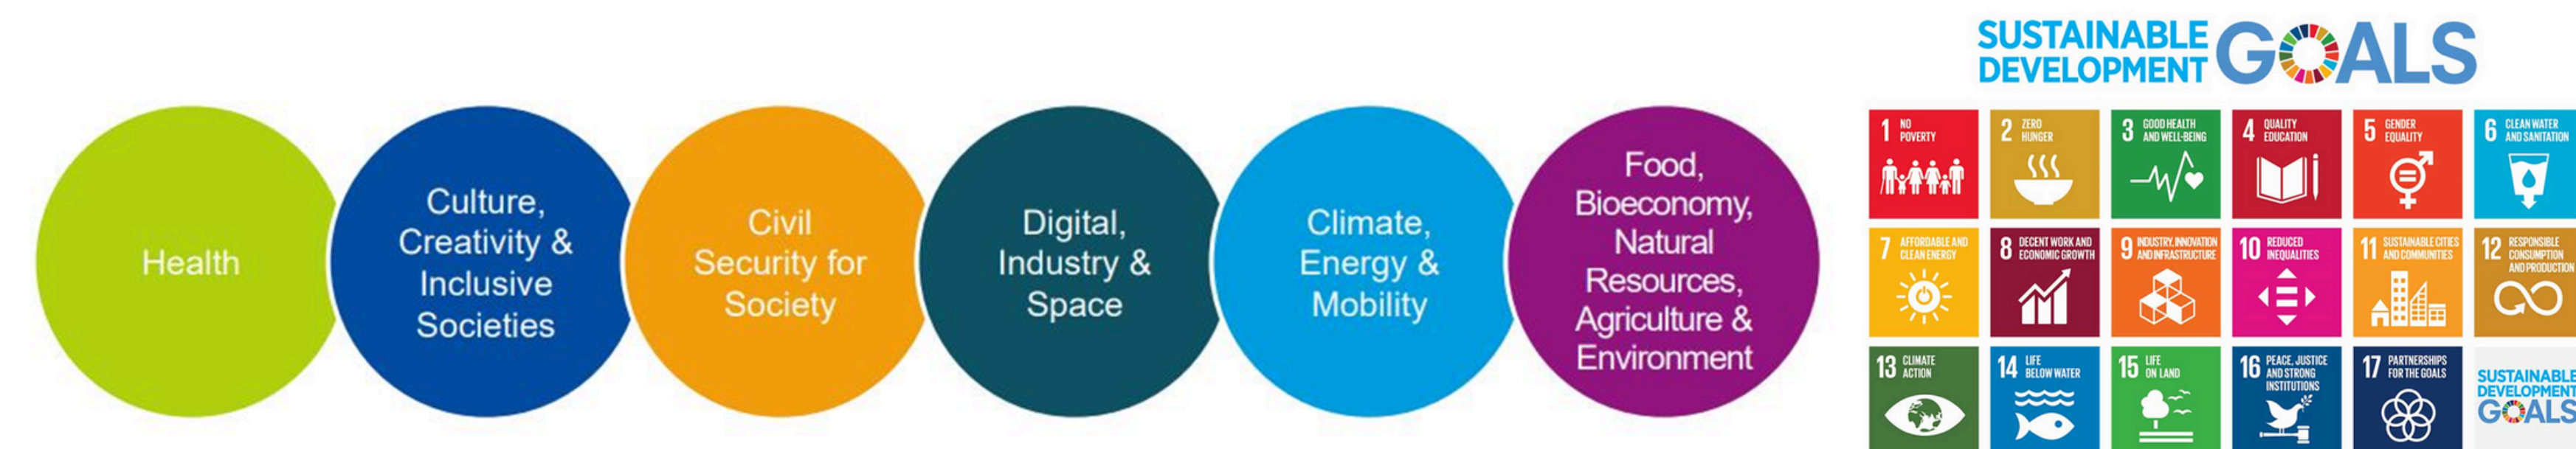 Health
Culture,
Creativity &
Inclusive
Societies
Civil
Security for
Society
Digital,
Industry &
Space
Climate,
Energy &
Mobility
Food,
Bioeconomy,
Natural
Resources,
Agriculture &
Environment
SUSTAINABLE
DEVELOPMENT
GOALS
1 NO
POVERTY
2 ZERO
HUNGER
3 GOOD HEALTH
AND WELL-BEING
4 QUALITY
EDUCATION
5 GENDER
EQUALITY
6 CLEAN WATER
AND SANITATION
7 AFFORDABLE AND
CLEAN ENERGY
8 DECENT WORK AND
ECONOMIC GROWTH
9 INDUSTRY, INNOVATION
AND INFRASTRUCTURE
10 REDUCED
INEQUALITIES
11 SUSTAINABLE CITIES
AND COMMUNITIES
12 RESPONSIBLE
CONSUMPTION
AND PRODUCTION
13 CLIMATE
ACTION
14 LIFE
BELOW WATER
15 LIFE
ON LAND
16 PEACE, JUSTICE
AND STRONG
INSTITUTIONS
17 PARTNERSHIPS
FOR THE GOALS
SUSTAINABLE
DEVELOPMENT
GOALS